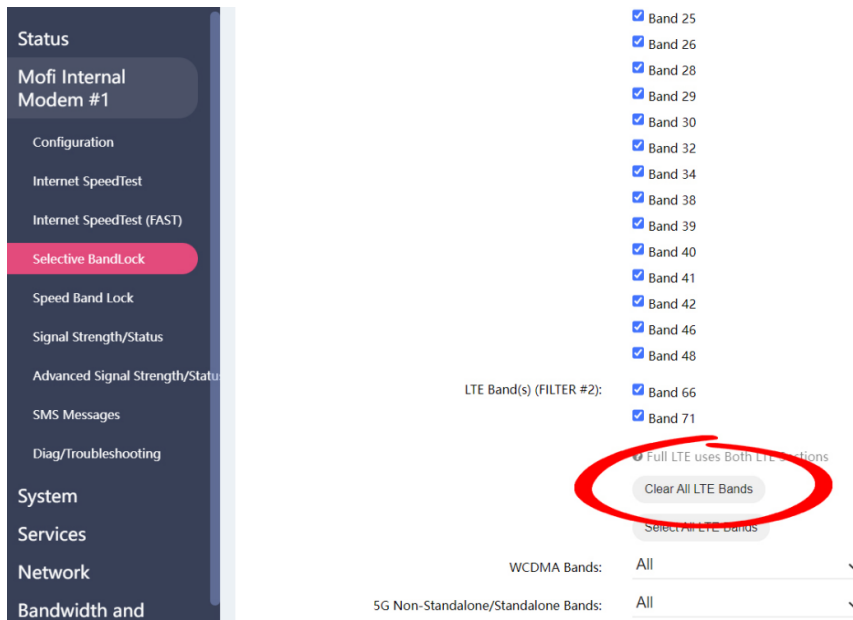 Status
Mofi Internal
Modem #1
Configuration
Internet SpeedTest
Internet SpeedTest (FAST)
Selective BandLock
Speed Band Lock
Signal Strength/Status
Advanced Signal Strength/Statu
SMS Messages
Diag/Troubleshooting
System
Services
Network
Bandwidth and
Band 25
Band 26
Band 28
Band 29
Band 30
Band 32
Band 34
Band 38
Band 39
Band 40
Band 41
Band 42
Band 46
Band 48
LTE Band(s) (FILTER #2):
Band 66
Band 71
Full LTE uses Both LTE Sections
Clear All LTE Bands
Select All LTE Bands
WCDMA Bands:
All
5G Non-Standalone/Standalone Bands:
All